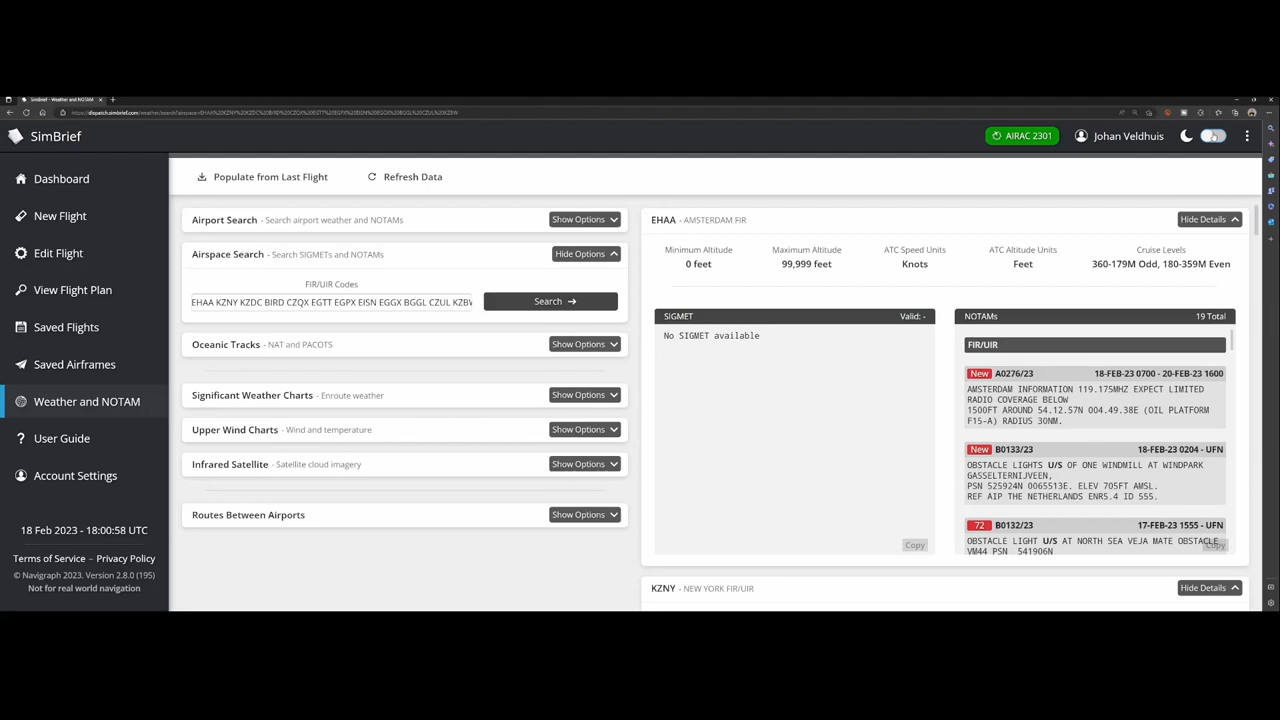 SimBrief - Weather and NOTAM
SimBrief
AIRAC 2301
Johan Veldhuis
Dashboard
New Flight
Edit Flight
View Flight Plan
Saved Flights
Saved Airframes
Weather and NOTAM
User Guide
Account Settings
18 Feb 2023 - 18:00:58 UTC
Terms of Service – Privacy Policy
© Navigraph 2023. Version 2.8.0 (195)
Not for real world navigation
Populate from Last Flight
Refresh Data
Airport Search - Search airport weather and NOTAMs
Show Options
Airspace Search - Search SIGMETs and NOTAMs
Hide Options
FIR/UIR Codes
EHAA KZNY KZDC BIRD CZQX EGTT EGPX EISN EGGX BGGL CZUL KZBW
Search →
Oceanic Tracks - NAT and PACOTS
Show Options
Significant Weather Charts - Enroute weather
Show Options
Upper Wind Charts - Wind and temperature
Show Options
Infrared Satellite - Satellite cloud imagery
Show Options
Routes Between Airports
Show Options
EHAA - AMSTERDAM FIR
Hide Details
Minimum Altitude
0 feet
Maximum Altitude
99,999 feet
ATC Speed Units
Knots
ATC Altitude Units
Feet
Cruise Levels
360-179M Odd, 180-359M Even
SIGMET
Valid: -
No SIGMET available
Copy
NOTAMs
19 Total
FIR/UIR
New A0276/23 18-FEB-23 0700 - 20-FEB-23 1600
AMSTERDAM INFORMATION 119.175MHZ EXPECT LIMITED
RADIO COVERAGE BELOW
1500FT AROUND 54.12.57N 004.49.38E (OIL PLATFORM
F15-A) RADIUS 30NM.
New B0133/23 18-FEB-23 0204 - UFN
OBSTACLE LIGHTS U/S OF ONE WINDMILL AT WINDPARK
GASSELTERNIJVEEN,
PSN 525924N 0065513E. ELEV 705FT AMSL.
REF AIP THE NETHERLANDS ENR5.4 ID 555.
72 B0132/23 17-FEB-23 1555 - UFN
OBSTACLE LIGHT U/S AT NORTH SEA VEJA MATE OBSTACLE
VM44 PSN 541906N
Copy
KZNY - NEW YORK FIR/UIR
Hide Details